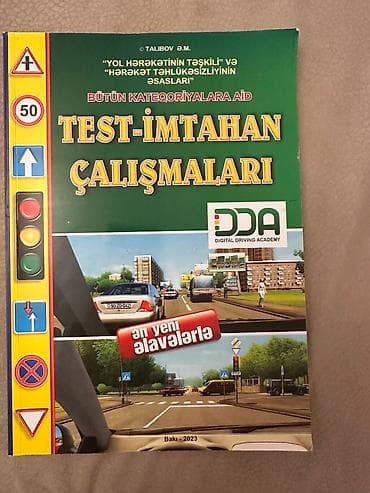 © TALIBOV Ə.M.
"YOL HƏRƏKƏTİNİN TƏŞKİLİ" VƏ
"HƏRƏKƏT TƏHLÜKƏSİZLİYİNİN
ƏSASLARI"
BÜTÜN KATEQORİYALARA AİD
TEST-İMTAHAN
ÇALIŞMALARI
50
DDA
DIGITAL DRIVING ACADEMY
ən yeni
əlavələrlə
Bakı - 2023